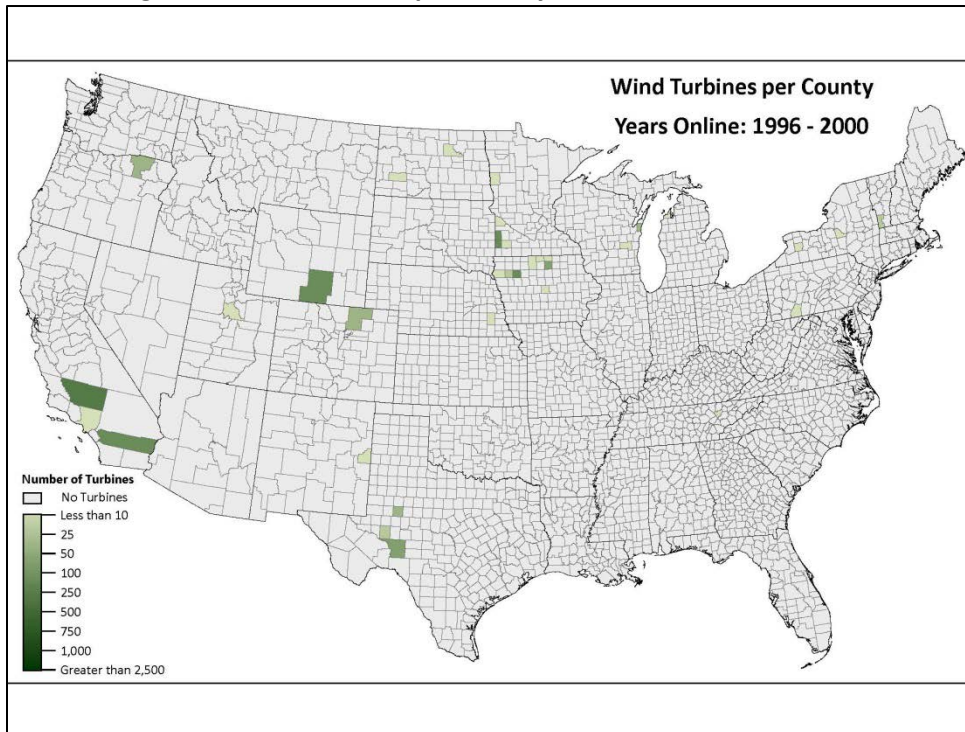 Wind Turbines per County
Years Online: 1996 - 2000
Number of Turbines
No Turbines
Less than 10
25
50
100
250
500
750
1,000
Greater than 2,500